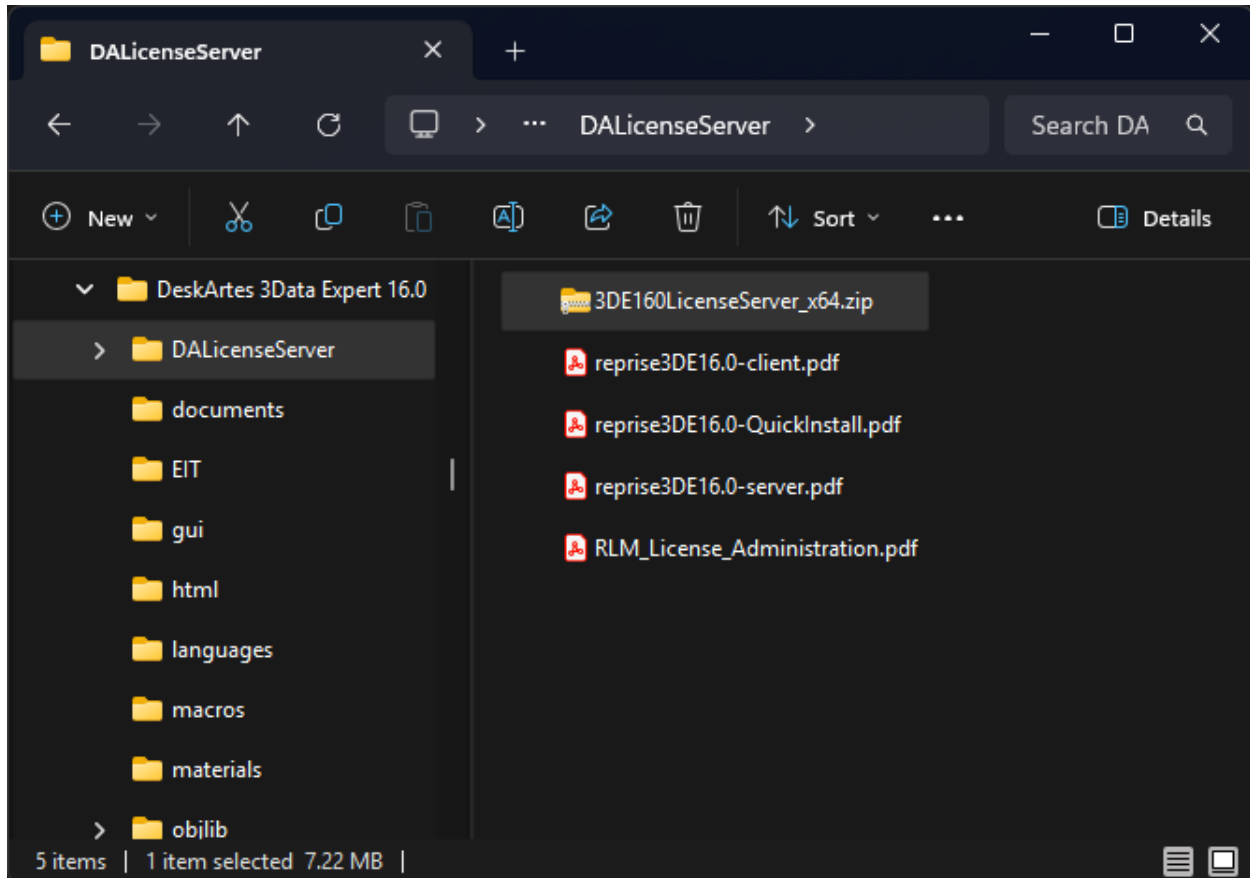 DALicenseServer
DALicenseServer
Search DA
New
Sort
Details
DeskArtes 3Data Expert 16.0
DALicenseServer
documents
EIT
gui
html
languages
macros
materials
objlib
3DE160LicenseServer_x64.zip
reprise3DE16.0-client.pdf
reprise3DE16.0-QuickInstall.pdf
reprise3DE16.0-server.pdf
RLM_License_Administration.pdf
5 items | 1 item selected 7.22 MB |